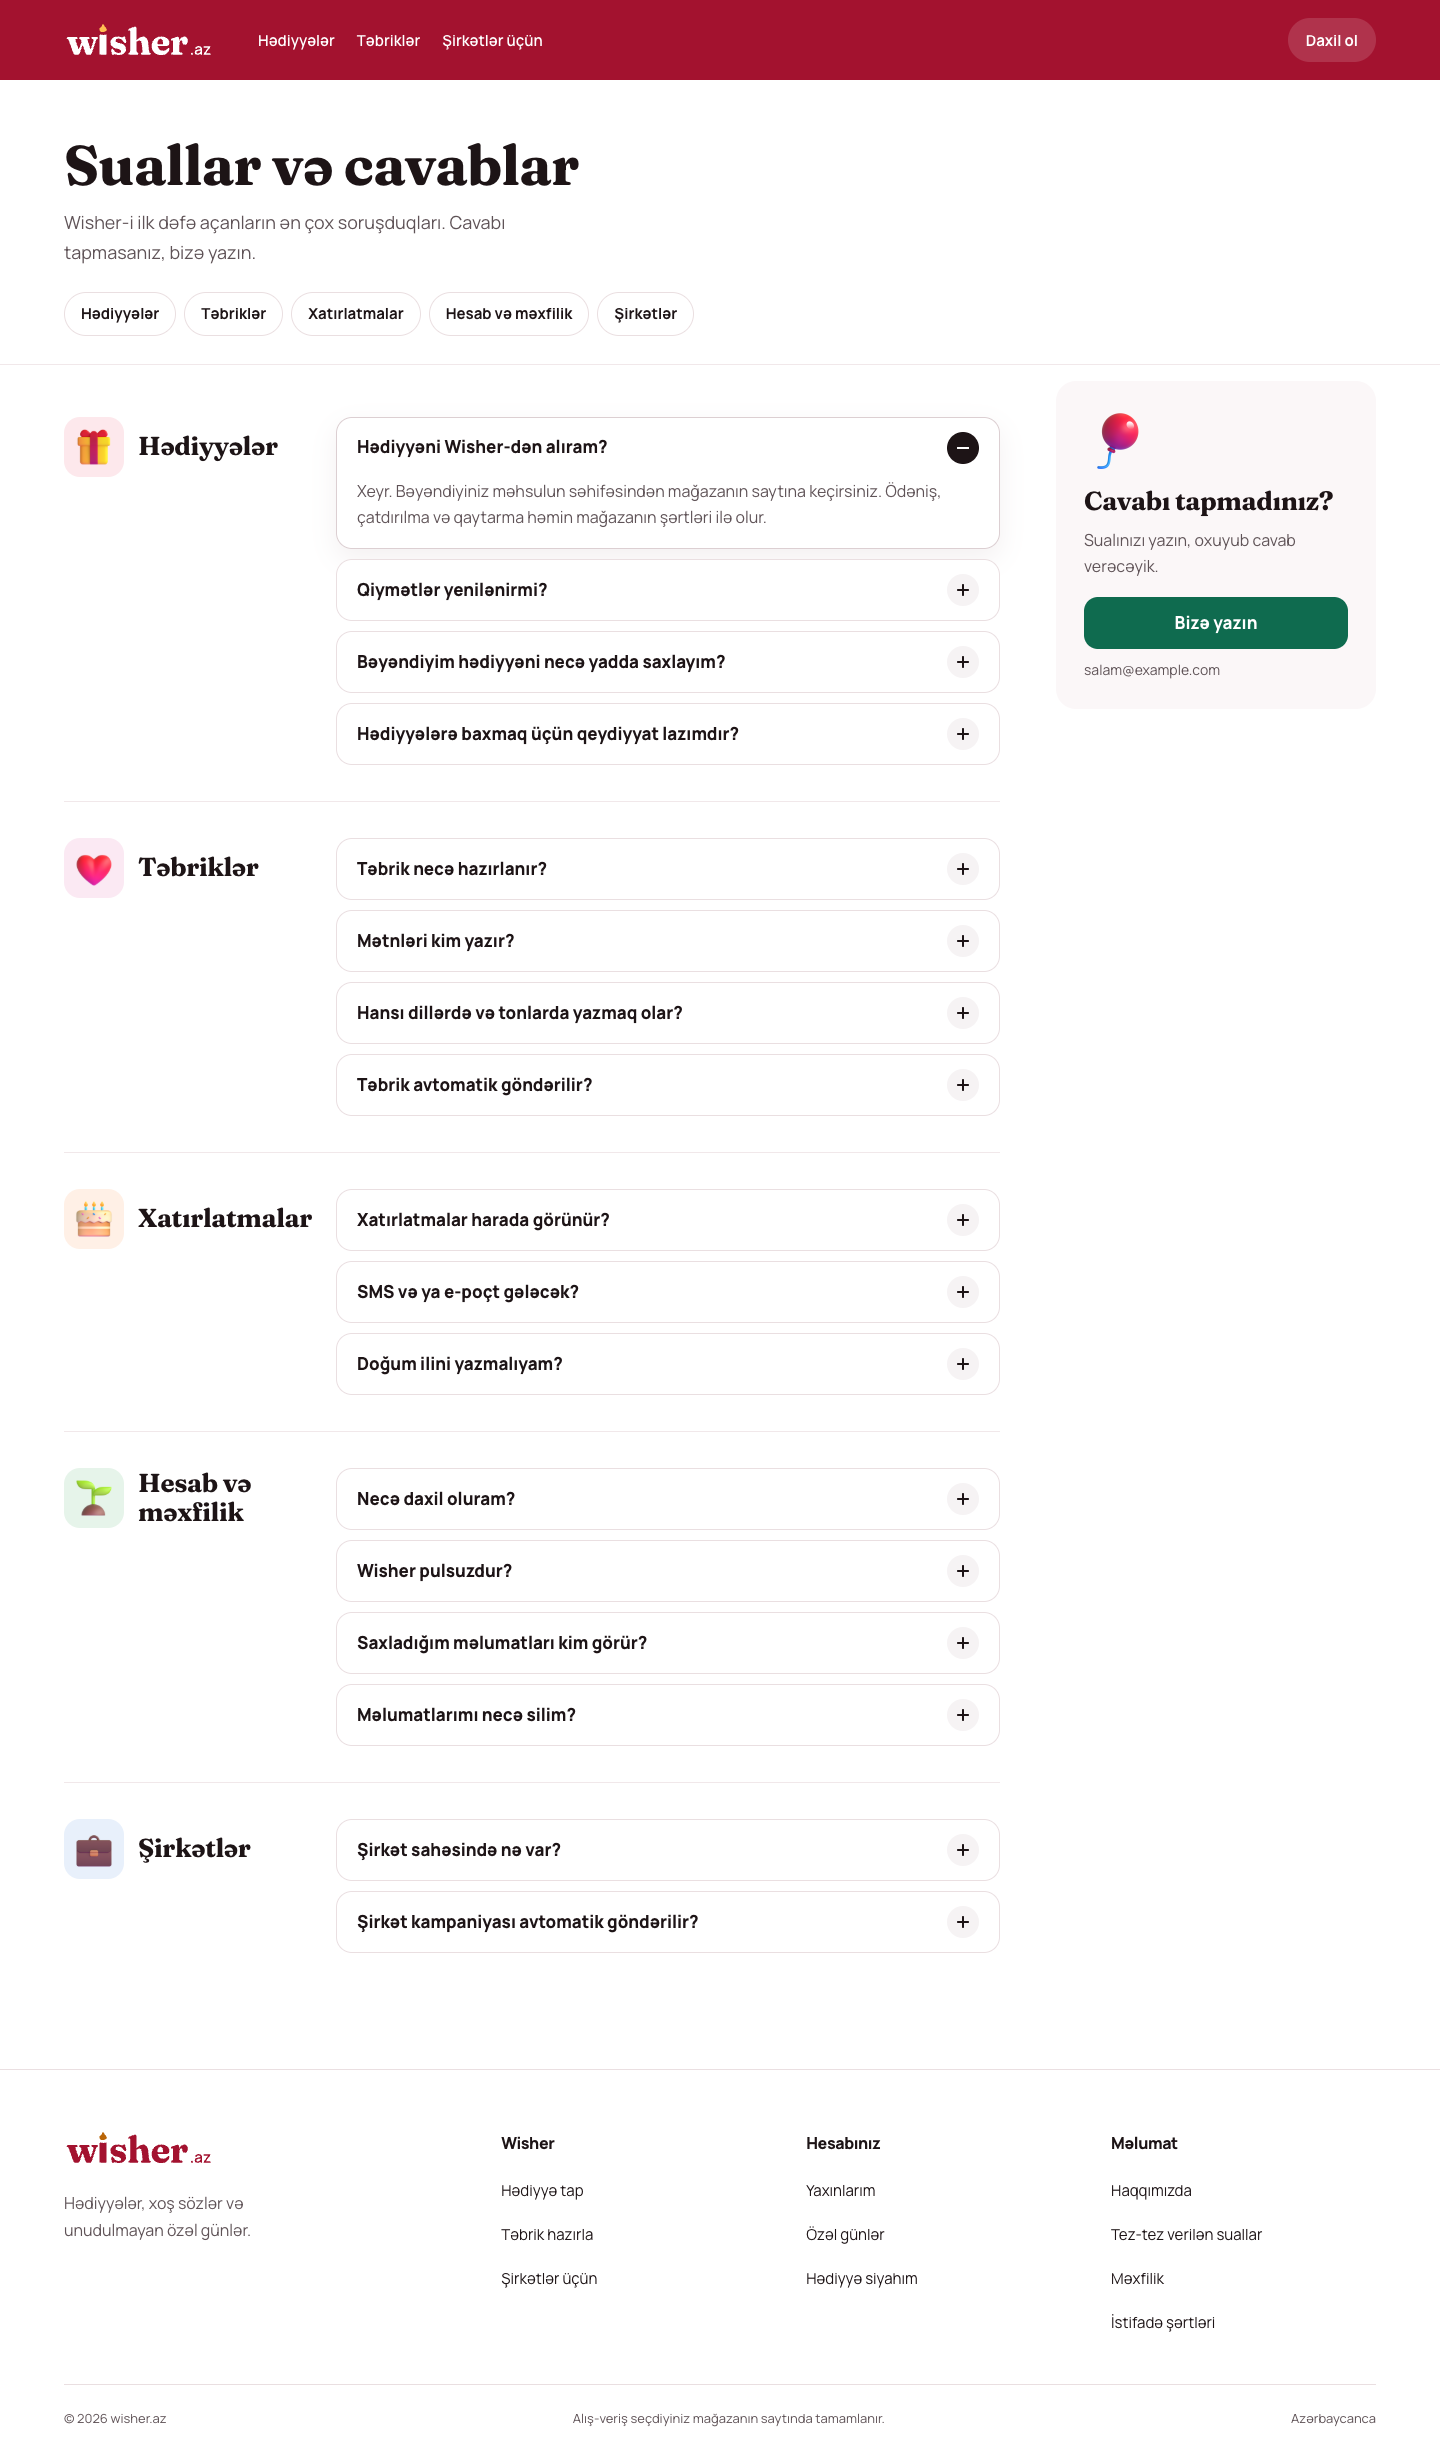 wisher.az
Hədiyyələr
Təbriklər
Şirkətlər üçün
Daxil ol
Suallar və cavablar
Wisher-i ilk dəfə açanların ən çox soruşduqları. Cavabı
tapmasanız, bizə yazın.
Hədiyyələr
Təbriklər
Xatırlatmalar
Hesab və məxfilik
Şirkətlər
Hədiyyələr
Hədiyyəni Wisher-dən alıram?
Xeyr. Bəyəndiyiniz məhsulun səhifəsindən mağazanın saytına keçirsiniz. Ödəniş,
çatdırılma və qaytarma həmin mağazanın şərtləri ilə olur.
Qiymətlər yenilənirmi?
Bəyəndiyim hədiyyəni necə yadda saxlayım?
Hədiyyələrə baxmaq üçün qeydiyyat lazımdır?
Cavabı tapmadınız?
Sualınızı yazın, oxuyub cavab
verəcəyik.
Bizə yazın
salam@example.com
Təbriklər
Təbrik necə hazırlanır?
Mətnləri kim yazır?
Hansı dillərdə və tonlarda yazmaq olar?
Təbrik avtomatik göndərilir?
Xatırlatmalar
Xatırlatmalar harada görünür?
SMS və ya e-poçt gələcək?
Doğum ilini yazmalıyam?
Hesab və
məxfilik
Necə daxil oluram?
Wisher pulsuzdur?
Saxladığım məlumatları kim görür?
Məlumatlarımı necə silim?
Şirkətlər
Şirkət sahəsində nə var?
Şirkət kampaniyası avtomatik göndərilir?
wisher.az
Hədiyyələr, xoş sözlər və
unudulmayan özəl günlər.
Wisher
Hədiyyə tap
Təbrik hazırla
Şirkətlər üçün
Hesabınız
Yaxınlarım
Özəl günlər
Hədiyyə siyahım
Məlumat
Haqqımızda
Tez-tez verilən suallar
Məxfilik
İstifadə şərtləri
© 2026 wisher.az
Alış-veriş seçdiyiniz mağazanın saytında tamamlanır.
Azərbaycanca